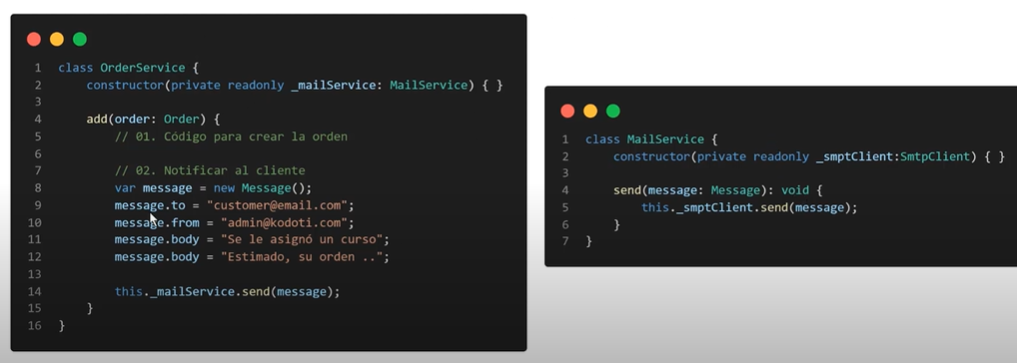 1 class OrderService {
2 constructor(private readonly _mailService: MailService) { }
3
4 add(order: Order) {
5 // 01. Código para crear la orden
6
7 // 02. Notificar al cliente
8 var message = new Message();
9 message.to = "customer@email.com";
10 message.from = "admin@kodoti.com";
11 message.body = "Se le asignó un curso";
12 message.body = "Estimado, su orden ..";
13
14 this._mailService.send(message);
15 }
16 }
1 class MailService {
2 constructor(private readonly _smptClient:SmtpClient) { }
3
4 send(message: Message): void {
5 this._smptClient.send(message);
6 }
7 }